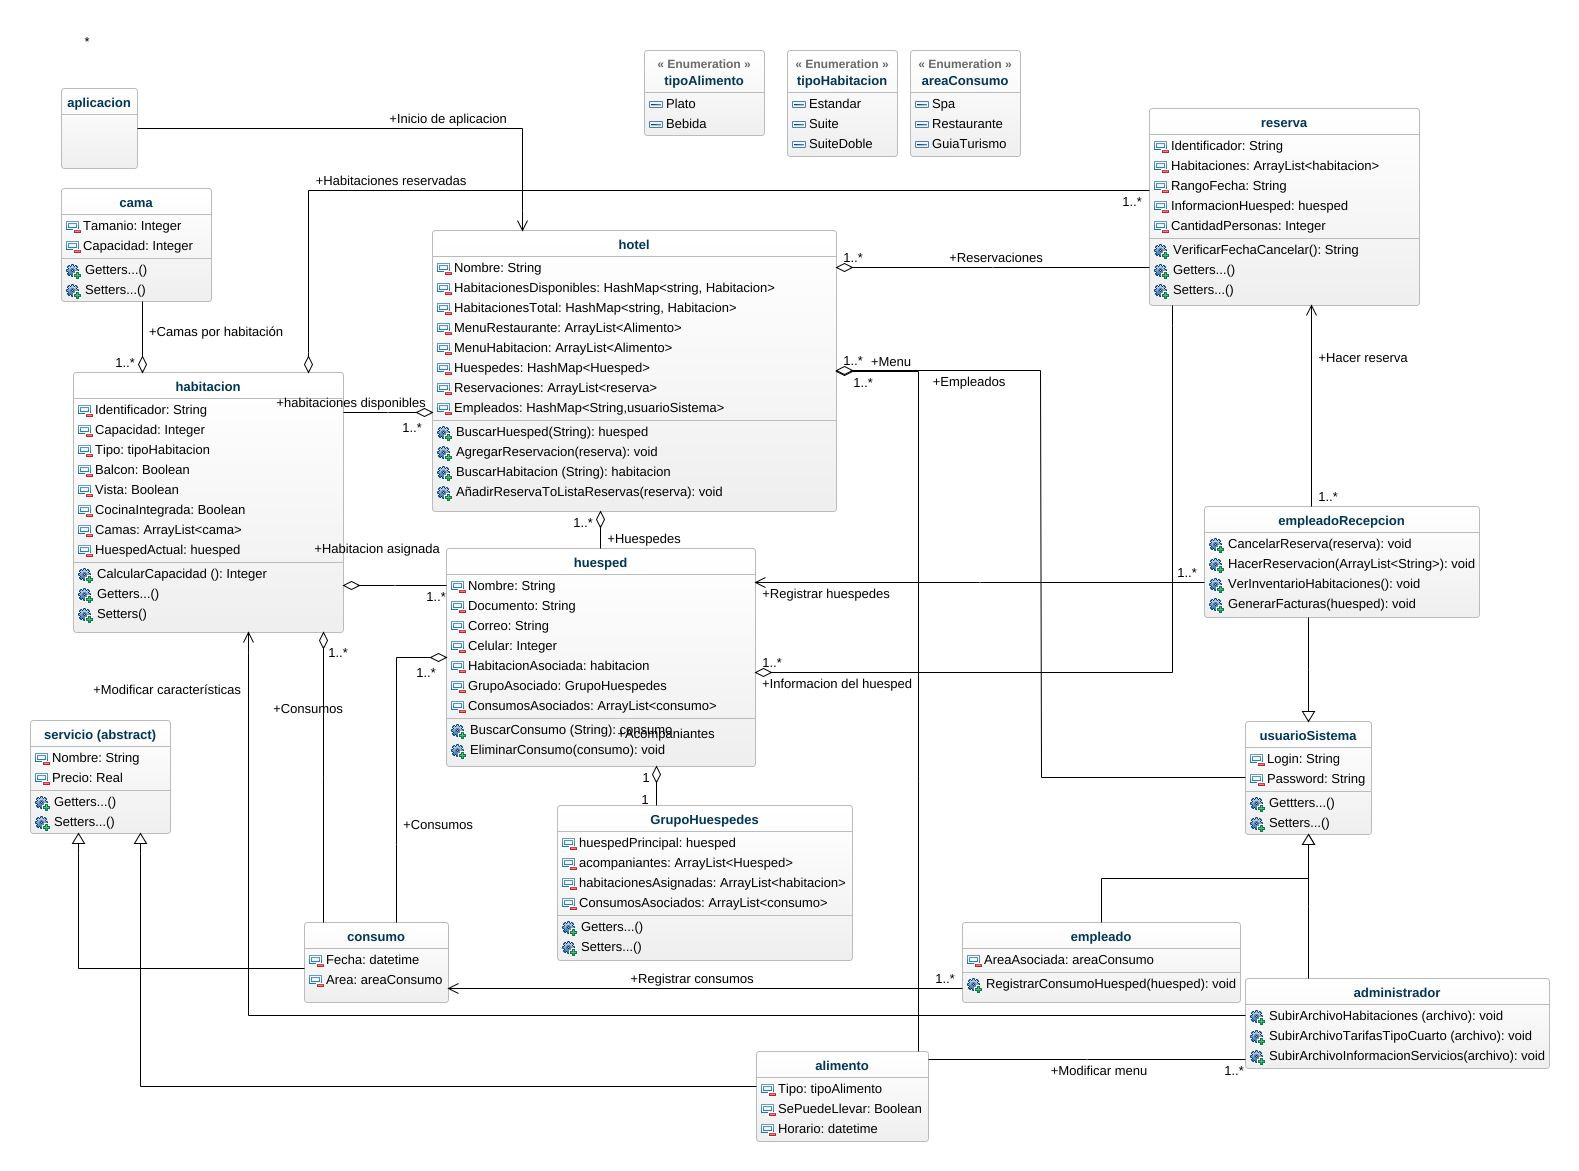 *
« Enumeration »
tipoAlimento
Plato
Bebida
« Enumeration »
tipoHabitacion
Estandar
Suite
SuiteDoble
« Enumeration »
areaConsumo
Spa
Restaurante
GuiaTurismo
aplicacion
+Inicio de aplicacion
reserva
Identificador: String
Habitaciones: ArrayList<habitacion>
RangoFecha: String
InformacionHuesped: huesped
CantidadPersonas: Integer
VerificarFechaCancelar(): String
Getters...()
Setters...()
+Habitaciones reservadas
1..*
cama
Tamanio: Integer
Capacidad: Integer
Getters...()
Setters...()
+Camas por habitación
1..*
hotel
Nombre: String
HabitacionesDisponibles: HashMap<string, Habitacion>
HabitacionesTotal: HashMap<string, Habitacion>
MenuRestaurante: ArrayList<Alimento>
MenuHabitacion: ArrayList<Alimento>
Huespedes: HashMap<Huesped>
Reservaciones: ArrayList<reserva>
Empleados: HashMap<String,usuarioSistema>
BuscarHuesped(String): huesped
AgregarReservacion(reserva): void
BuscarHabitacion (String): habitacion
AñadirReservaToListaReservas(reserva): void
1..*
+Reservaciones
1..*
+Menu
1..*
+Empleados
+Hacer reserva
1..*
habitacion
Identificador: String
Capacidad: Integer
Tipo: tipoHabitacion
Balcon: Boolean
Vista: Boolean
CocinaIntegrada: Boolean
Camas: ArrayList<cama>
HuespedActual: huesped
CalcularCapacidad (): Integer
Getters...()
Setters()
+habitaciones disponibles
1..*
1..*
+Huespedes
+Habitacion asignada
1..*
huesped
Nombre: String
Documento: String
Correo: String
Celular: Integer
HabitacionAsociada: habitacion
GrupoAsociado: GrupoHuespedes
ConsumosAsociados: ArrayList<consumo>
BuscarConsumo (String): consumo
EliminarConsumo(consumo): void
+Acompaniantes
empleadoRecepcion
CancelarReserva(reserva): void
HacerReservacion(ArrayList<String>): void
VerInventarioHabitaciones(): void
GenerarFacturas(huesped): void
1..*
+Registrar huespedes
1..*
+Informacion del huesped
1..*
1..*
+Modificar características
+Consumos
servicio (abstract)
Nombre: String
Precio: Real
Getters...()
Setters...()
usuarioSistema
Login: String
Password: String
Gettters...()
Setters...()
1
1
GrupoHuespedes
huespedPrincipal: huesped
acompaniantes: ArrayList<Huesped>
habitacionesAsignadas: ArrayList<habitacion>
ConsumosAsociados: ArrayList<consumo>
Getters...()
Setters...()
+Consumos
consumo
Fecha: datetime
Area: areaConsumo
+Registrar consumos
1..*
empleado
AreaAsociada: areaConsumo
RegistrarConsumoHuesped(huesped): void
administrador
SubirArchivoHabitaciones (archivo): void
SubirArchivoTarifasTipoCuarto (archivo): void
SubirArchivoInformacionServicios(archivo): void
+Modificar menu
1..*
alimento
Tipo: tipoAlimento
SePuedeLlevar: Boolean
Horario: datetime